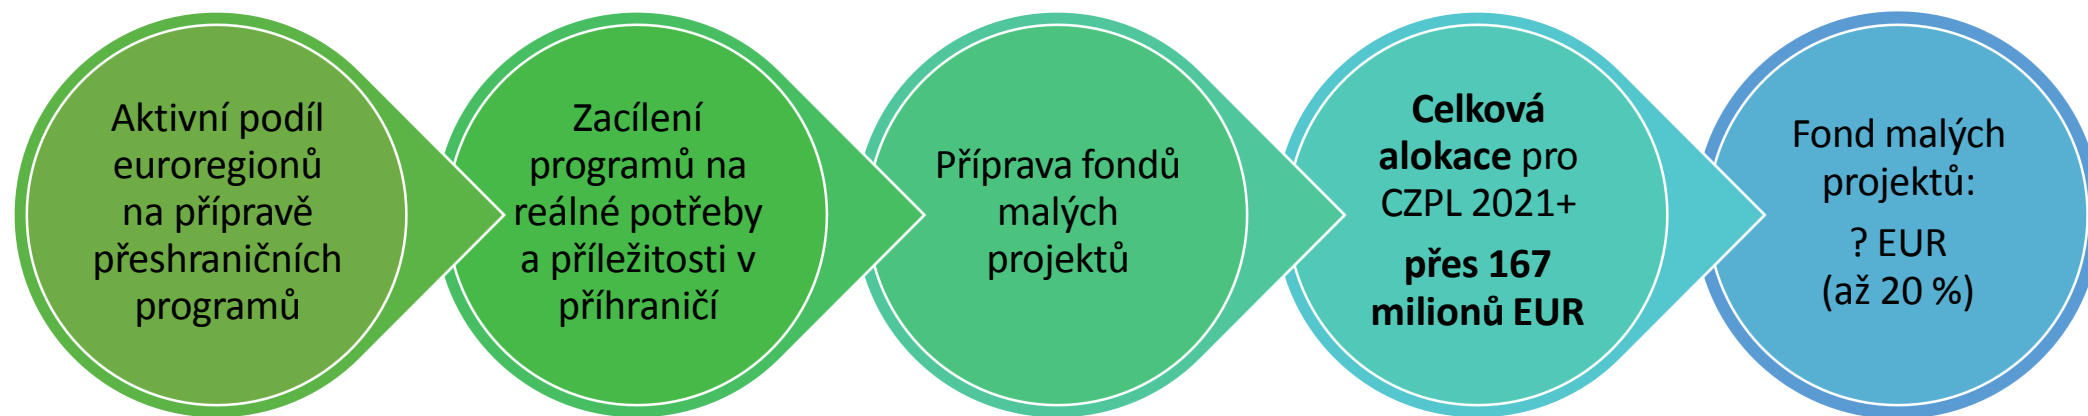 Aktivní podíl
euroregionů
na přípravě
přeshraničních
programů
Zacílení
programů na
reálné potřeby
a příležitosti v
příhraničí
Příprava fondů
malých
projektů
Celková
alokace pro
CZPL 2021+
přes 167
milionů EUR
Fond malých
projektů:
? EUR
(až 20 %)